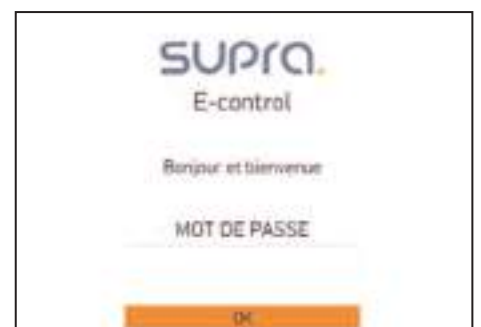 supra.
E-control
Bonjour et bienvenue
MOT DE PASSE
OK